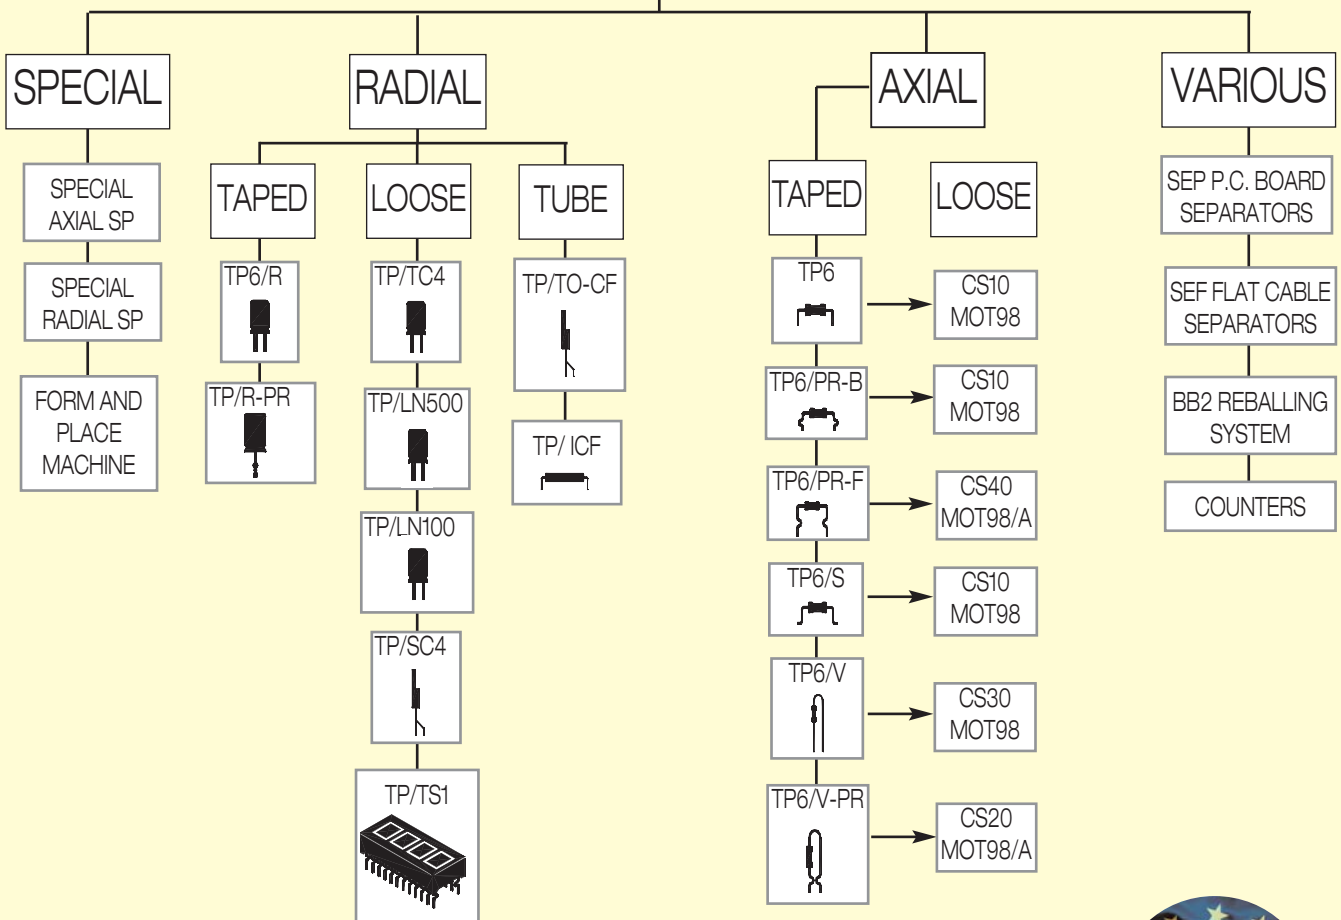 SPECIAL
SPECIAL
AXIAL SP
SPECIAL
RADIAL SP
FORM AND
PLACE
MACHINE
RADIAL
TAPED
TP6/R
TP/R-PR
LOOSE
TP/TC4
TP/LN500
TP/LN100
TP/SC4
TP/TS1
TUBE
TP/TO-CF
TP/ ICF
AXIAL
TAPED
LOOSE
TP6
CS10
MOT98
TP6/PR-B
CS10
MOT98
TP6/PR-F
CS40
MOT98/A
TP6/S
CS10
MOT98
TP6/V
CS30
MOT98
TP6/V-PR
CS20
MOT98/A
VARIOUS
SEP P.C. BOARD
SEPARATORS
SEF FLAT CABLE
SEPARATORS
BB2 REBALLING
SYSTEM
COUNTERS